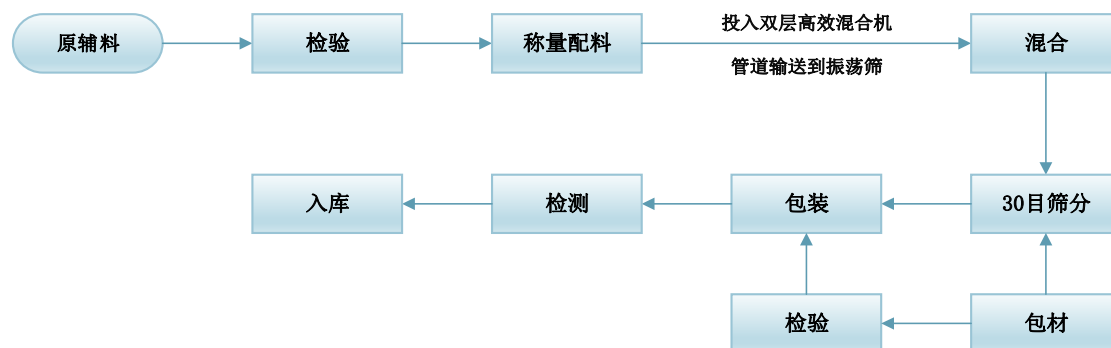 原辅料
检验
称量配料
投入双层高效混合机
管道输送到振荡筛
混合
入库
检测
包装
30目筛分
检验
包材